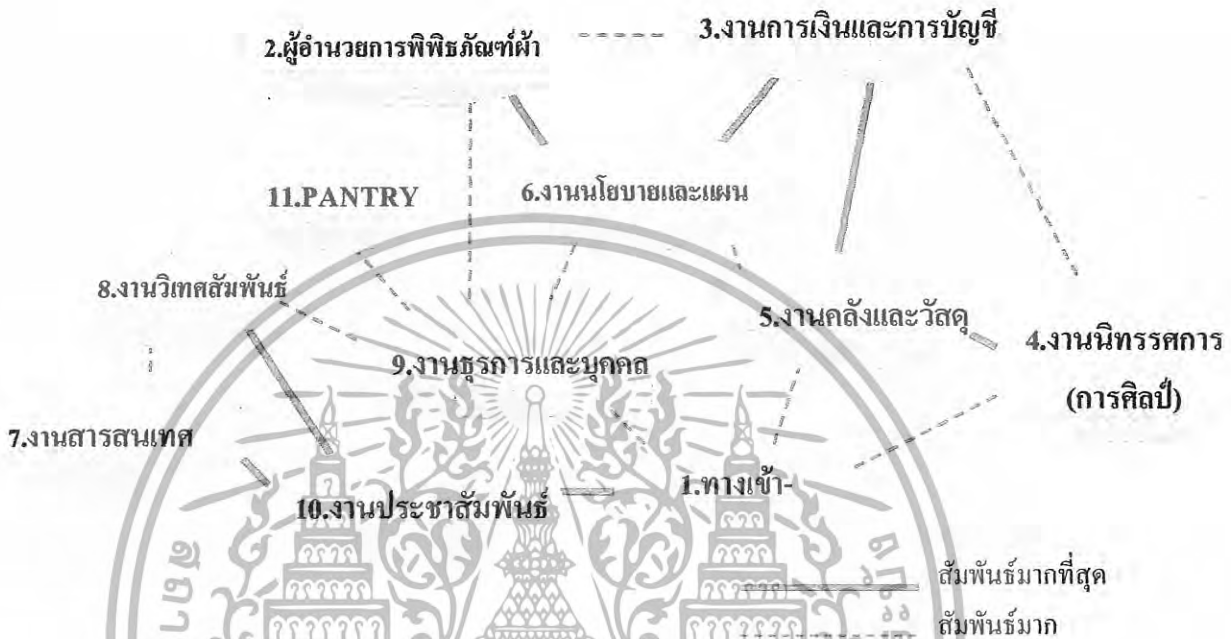 2.ผู้อำนวยการพิพิธภัณฑ์ผ้า
3.งานการเงินและการบัญชี
11.PANTRY
6.งานนโยบายและแผน
8.งานวิเทศสัมพันธ์
5.งานคลังและวัสดุ
4.งานนิทรรศการ
(การศิลป์)
9.งานธุรการและบุคคล
7.งานสารสนเทศ
10.งานประชาสัมพันธ์
1.ทางเข้า-
สัมพันธ์มากที่สุด
สัมพันธ์มาก